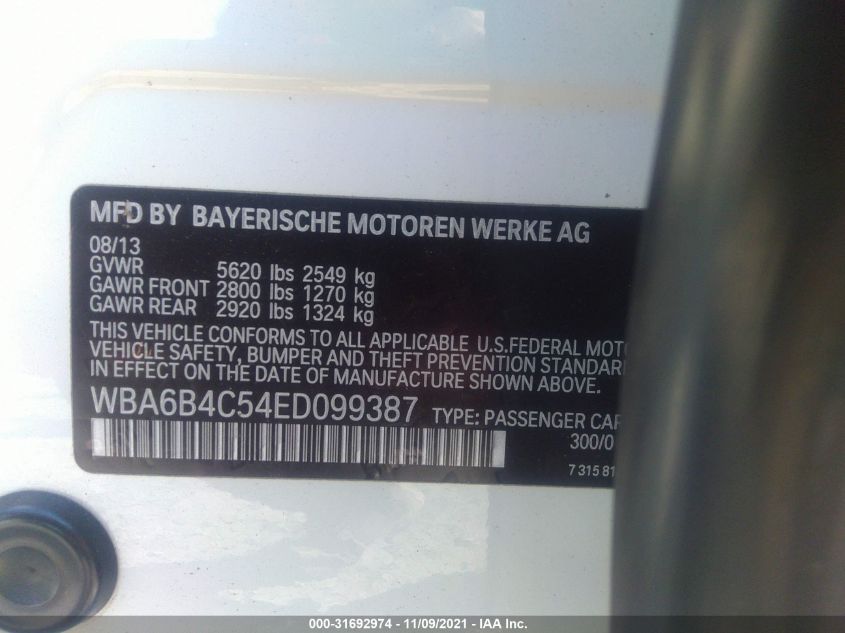 MFD BY BAYERISCHE MOTOREN WERKE AG
08/13
GVWR 5620 lbs 2549 kg
GAWR FRONT 2800 lbs 1270 kg
GAWR REAR 2920 lbs 1324 kg
THIS VEHICLE CONFORMS TO ALL APPLICABLE U.S.FEDERAL
VEHICLE SAFETY, BUMPER AND THEFT PREVENTION STANDARD
IN EFFECT ON THE DATE OF MANUFACTURE SHOWN ABOVE.
WBA6B4C54ED099387 TYPE: PASSENGER CAR
300/0
7 315 81
000-31692974 - 11/09/2021 - IAA Inc.